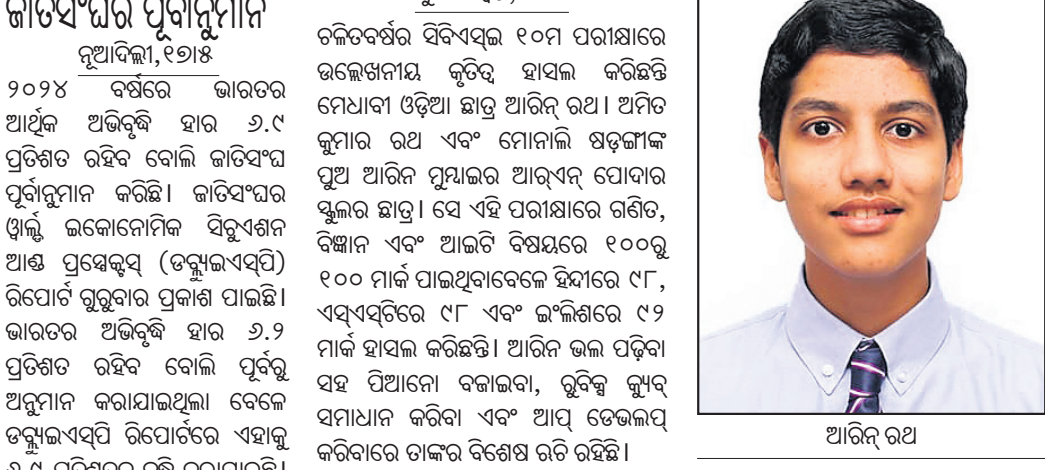 ଜାତିସଂଘର ପୂର୍ବାନୁମାନ
ନୂଆଦିଲ୍ଲୀ,୧୭।୫
୨୦୨୪ ବର୍ଷରେ ଭାରତର
ଆର୍ଥିକ ଅଭିବୃଦ୍ଧି ହାର ୬.୯
ପ୍ରତିଶତ ରହିବ ବୋଲି ଜାତିସଂଘ
ପୂର୍ବାନୁମାନ କରିଛି। ଜାତିସଂଘର
ୱାର୍ଲ୍ଡ ଇକୋନୋମିକ ସିଚୁଏଶନ
ଆଣ୍ଡ ପ୍ରସ୍ପେକ୍ଟସ୍ (ଡବ୍ଲ୍ୟୁଇଏସ୍‌ପି)
ରିପୋର୍ଟ ଗୁରୁବାର ପ୍ରକାଶ ପାଇଛି।
ଭାରତର ଅଭିବୃଦ୍ଧି ହାର ୬.୨
ପ୍ରତିଶତ ରହିବ ବୋଲି ପୂର୍ବରୁ
ଅନୁମାନ କରାଯାଇଥିଲା ବେଳେ
ଡବ୍ଲ୍ୟୁଇଏସ୍‌ପି ରିପୋର୍ଟରେ ଏହାକୁ
ଚଳିତବର୍ଷର ସିବିଏସ୍‌ଇ ୧୦ମ ପରୀକ୍ଷାରେ
ଉଲ୍ଲେଖନୀୟ କୃତିତ୍ୱ ହାସଲ କରିଛନ୍ତି
ମେଧାବୀ ଓଡ଼ିଆ ଛାତ୍ର ଆରିନ୍ ରଥ। ଅମିତ
କୁମାର ରଥ ଏବଂ ମୋନାଲି ଷଡ଼ଙ୍ଗୀଙ୍କ
ପୁଅ ଆରିନ ମୁମ୍ବାଇର ଆର୍‌ଏନ୍ ପୋଦାର
ସ୍କୁଲର ଛାତ୍ର। ସେ ଏହି ପରୀକ୍ଷାରେ ଗଣିତ,
ବିଜ୍ଞାନ ଏବଂ ଆଇଟି ବିଷୟରେ ୧୦୦ରୁ
୧୦୦ ମାର୍କ ପାଇଥିବାବେଳେ ହିନ୍ଦୀରେ ୯୮,
ଏସ୍‌ଏସ୍‌ଟିରେ ୯୮ ଏବଂ ଇଂଲିଶରେ ୯୨
ମାର୍କ ହାସଲ କରିଛନ୍ତି। ଆରିନ ଭଲ ପଢ଼ିବା
ସହ ପିଆନୋ ବଜାଇବା, ରୁବିକ୍ସ କ୍ୟୁବ୍
ସମାଧାନ କରିବା ଏବଂ ଆପ୍ ଡେଭଲପ୍
କରିବାରେ ତାଙ୍କର ବିଶେଷ ଋଚି ରହିଛି।
ଆରିନ୍ ରଥ